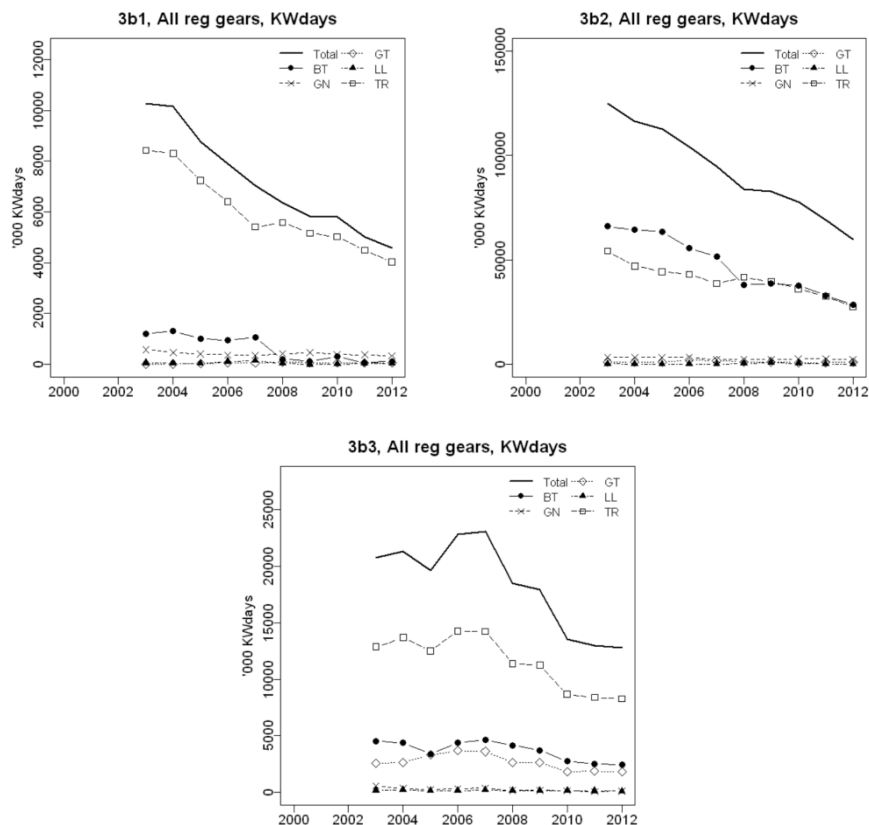 3b1, All reg gears, KWdays
'000 KWdays
12000
10000
8000
6000
4000
2000
0
Total
BT
GN
GT
LL
TR
2000 2002 2004 2006 2008 2010 2012
3b2, All reg gears, KWdays
'000 KWdays
150000
100000
50000
0
Total
BT
GN
GT
LL
TR
2000 2002 2004 2006 2008 2010 2012
3b3, All reg gears, KWdays
'000 KWdays
25000
20000
15000
10000
5000
0
Total
BT
GN
GT
LL
TR
2000 2002 2004 2006 2008 2010 2012